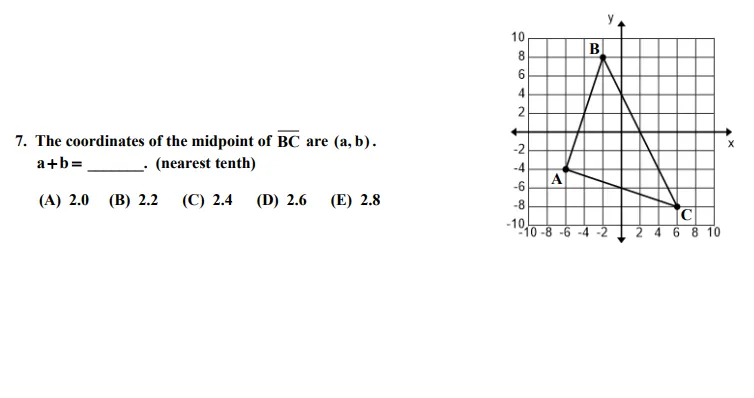 7. The coordinates of the midpoint of BC are (a, b).
a+b= ______. (nearest tenth)
(A) 2.0 (B) 2.2 (C) 2.4 (D) 2.6 (E) 2.8
y
10
8
6
4
2
-2
-4
-6
-8
-10
B
A
C
x
-10 -8 -6 -4 -2 2 4 6 8 10